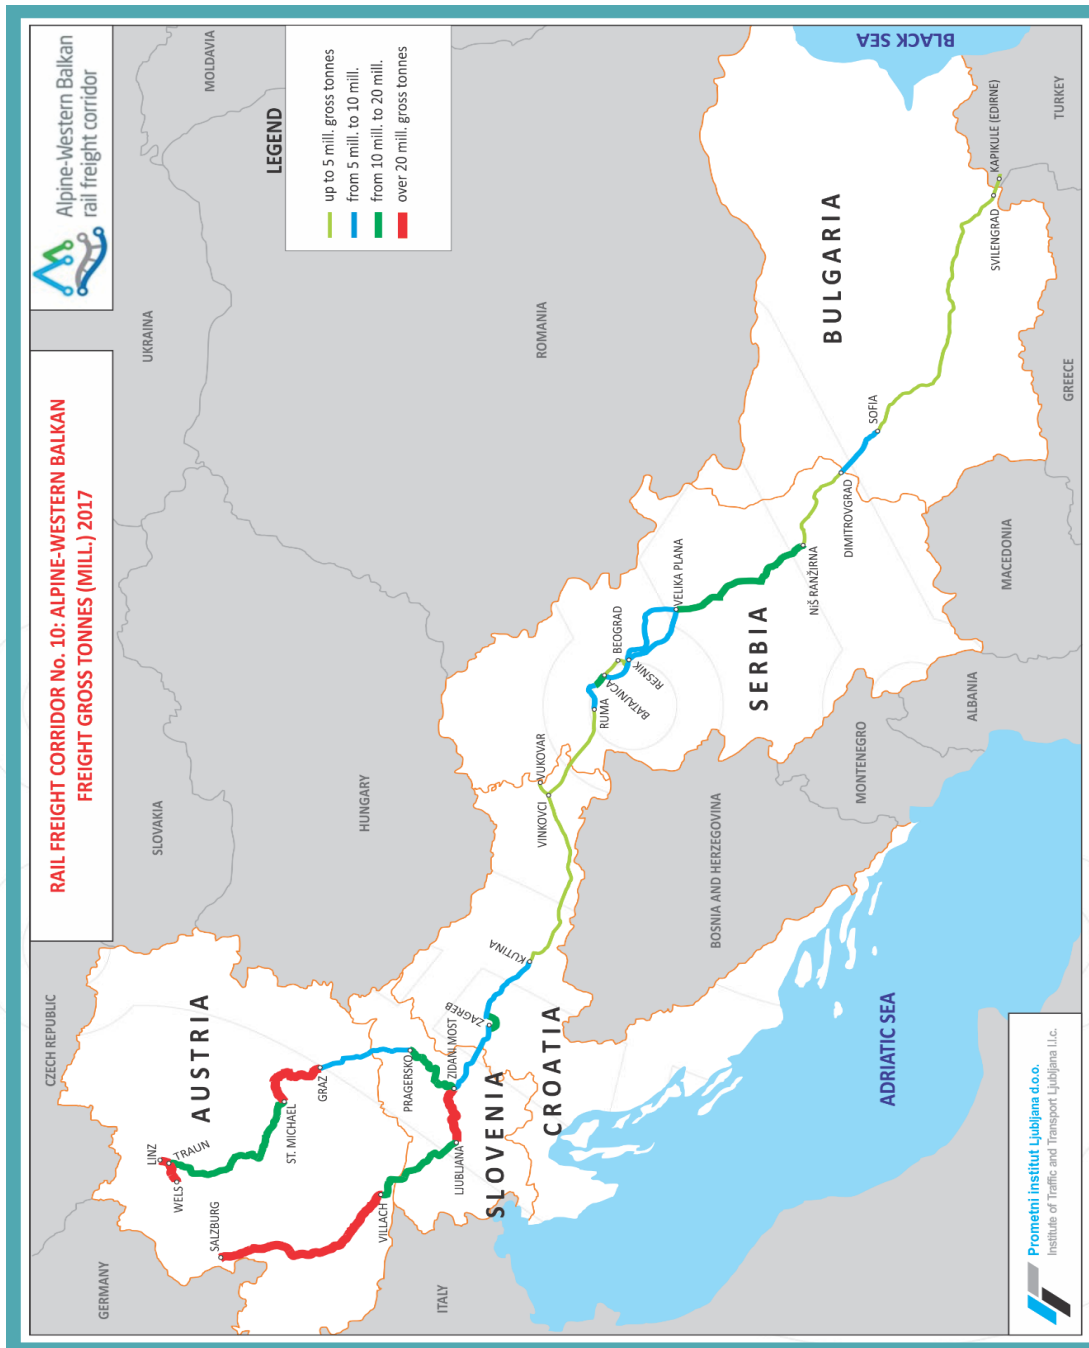 RAIL FREIGHT CORRIDOR No. 10: ALPINE-WESTERN BALKAN
FREIGHT GROSS TONNES (MILL.) 2017
Alpine-Western Balkan
rail freight corridor
LEGEND
up to 5 mill. gross tonnes
from 5 mill. to 10 mill.
from 10 mill. to 20 mill.
over 20 mill. gross tonnes
GERMANY
CZECH REPUBLIC
SLOVAKIA
UKRAINA
MOLDAVIA
HUNGARY
ROMANIA
BLACK SEA
AUSTRIA
LINZ
TRAUN
WELS
SALZBURG
ST. MICHAEL
GRAZ
VILLACH
ITALY
SLOVENIA
PRAGERSKO
ZIDANI MOST
LJUBLJANA
CROATIA
ZAGREB
KUTINA
VINKOVCI
VUKOVAR
BOSNIA AND HERZEGOVINA
SERBIA
RUMA
BATAJNICA
BEOGRAD
RESNIK
VELIKA PLANA
NIŠ RANŽIRNA
DIMITROVGRAD
BULGARIA
SOFIA
SVILENGRAD
KAPIKULE (EDIRNE)
TURKEY
GREECE
MACEDONIA
ALBANIA
MONTENEGRO
ADRIATIC SEA
Prometni institut Ljubljana d.o.o.
Institute of Traffic and Transport Ljubljana l.l.c.